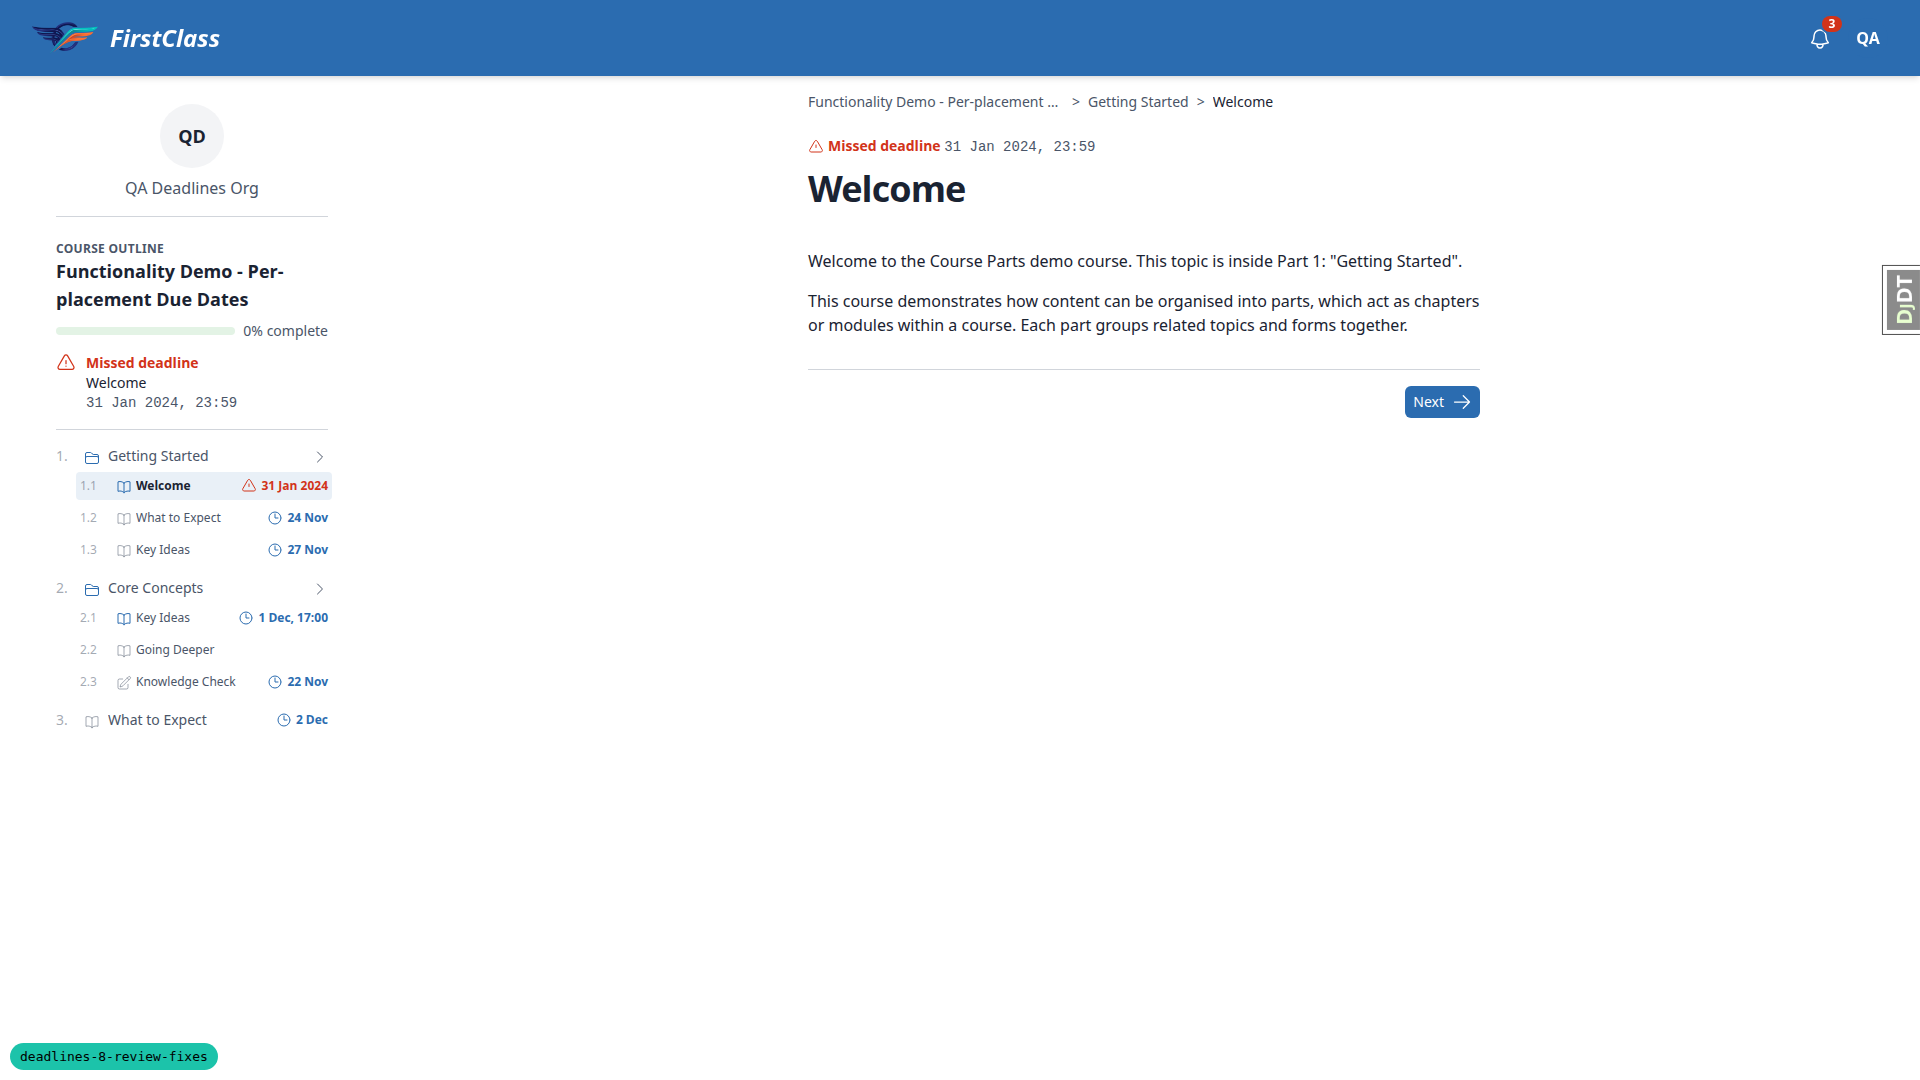 FirstClass
3
QA
QD
QA Deadlines Org
COURSE OUTLINE
Functionality Demo - Per-
placement Due Dates
0% complete
Missed deadline
Welcome
31 Jan 2024, 23:59
1. Getting Started
1.1 Welcome 31 Jan 2024
1.2 What to Expect 24 Nov
1.3 Key Ideas 27 Nov
2. Core Concepts
2.1 Key Ideas 1 Dec, 17:00
2.2 Going Deeper
2.3 Knowledge Check 22 Nov
3. What to Expect 2 Dec
Functionality Demo - Per-placement ... > Getting Started > Welcome
Missed deadline 31 Jan 2024, 23:59
Welcome
Welcome to the Course Parts demo course. This topic is inside Part 1: "Getting Started".
This course demonstrates how content can be organised into parts, which act as chapters
or modules within a course. Each part groups related topics and forms together.
Next
DjDT
deadlines-8-review-fixes